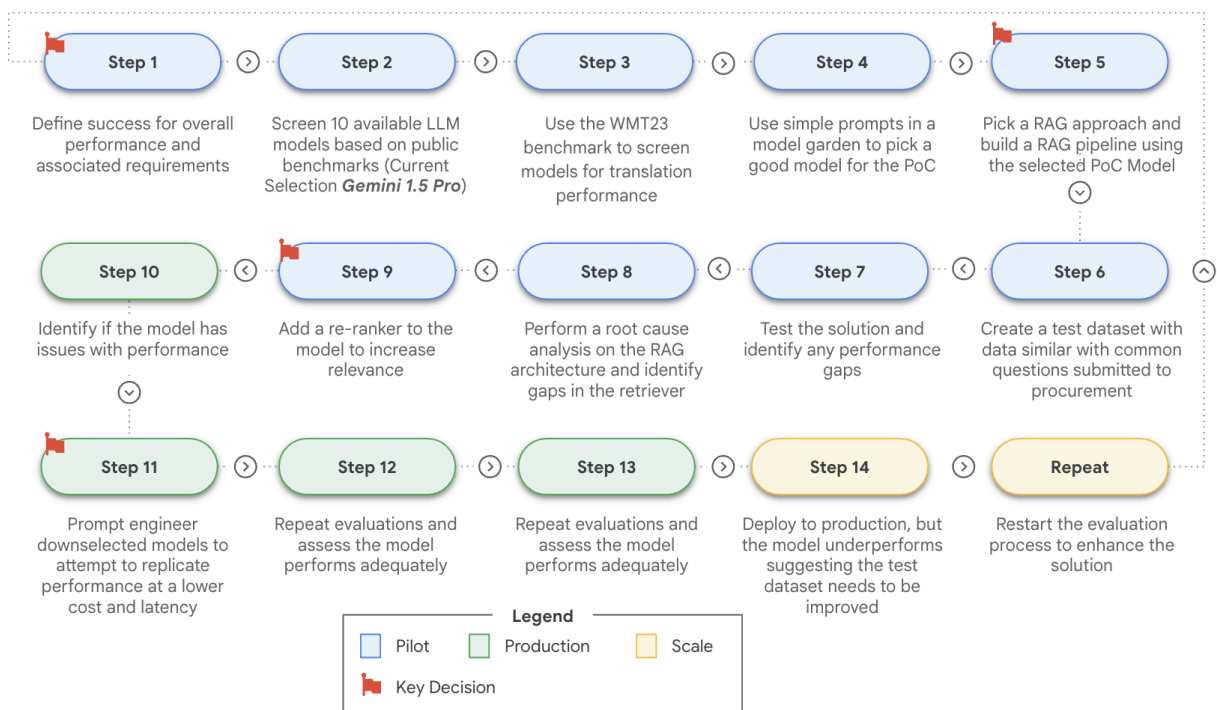 Step 1
Step 2
Step 3
Step 4
Step 5
Define success for overall
performance and
associated requirements
Screen 10 available LLM
models based on public
benchmarks (Current
Selection Gemini 1.5 Pro)
Use the WMT23
benchmark to screen
models for translation
performance
Use simple prompts in a
model garden to pick a
good model for the PoC
Pick a RAG approach and
build a RAG pipeline using
the selected PoC Model
Step 10
Step 9
Step 8
Step 7
Step 6
Identify if the model has
issues with performance
Add a re-ranker to the
model to increase
relevance
Perform a root cause
analysis on the RAG
architecture and identify
gaps in the retriever
Test the solution and
identify any performance
gaps
Create a test dataset with
data similar with common
questions submitted to
procurement
Step 11
Step 12
Step 13
Step 14
Repeat
Prompt engineer
downselected models to
attempt to replicate
performance at a lower
cost and latency
Repeat evaluations and
assess the model
performs adequately
Repeat evaluations and
assess the model
performs adequately
Deploy to production, but
the model underperforms
suggesting the test
dataset needs to be
improved
Restart the evaluation
process to enhance the
solution
Legend
Pilot
Production
Scale
Key Decision